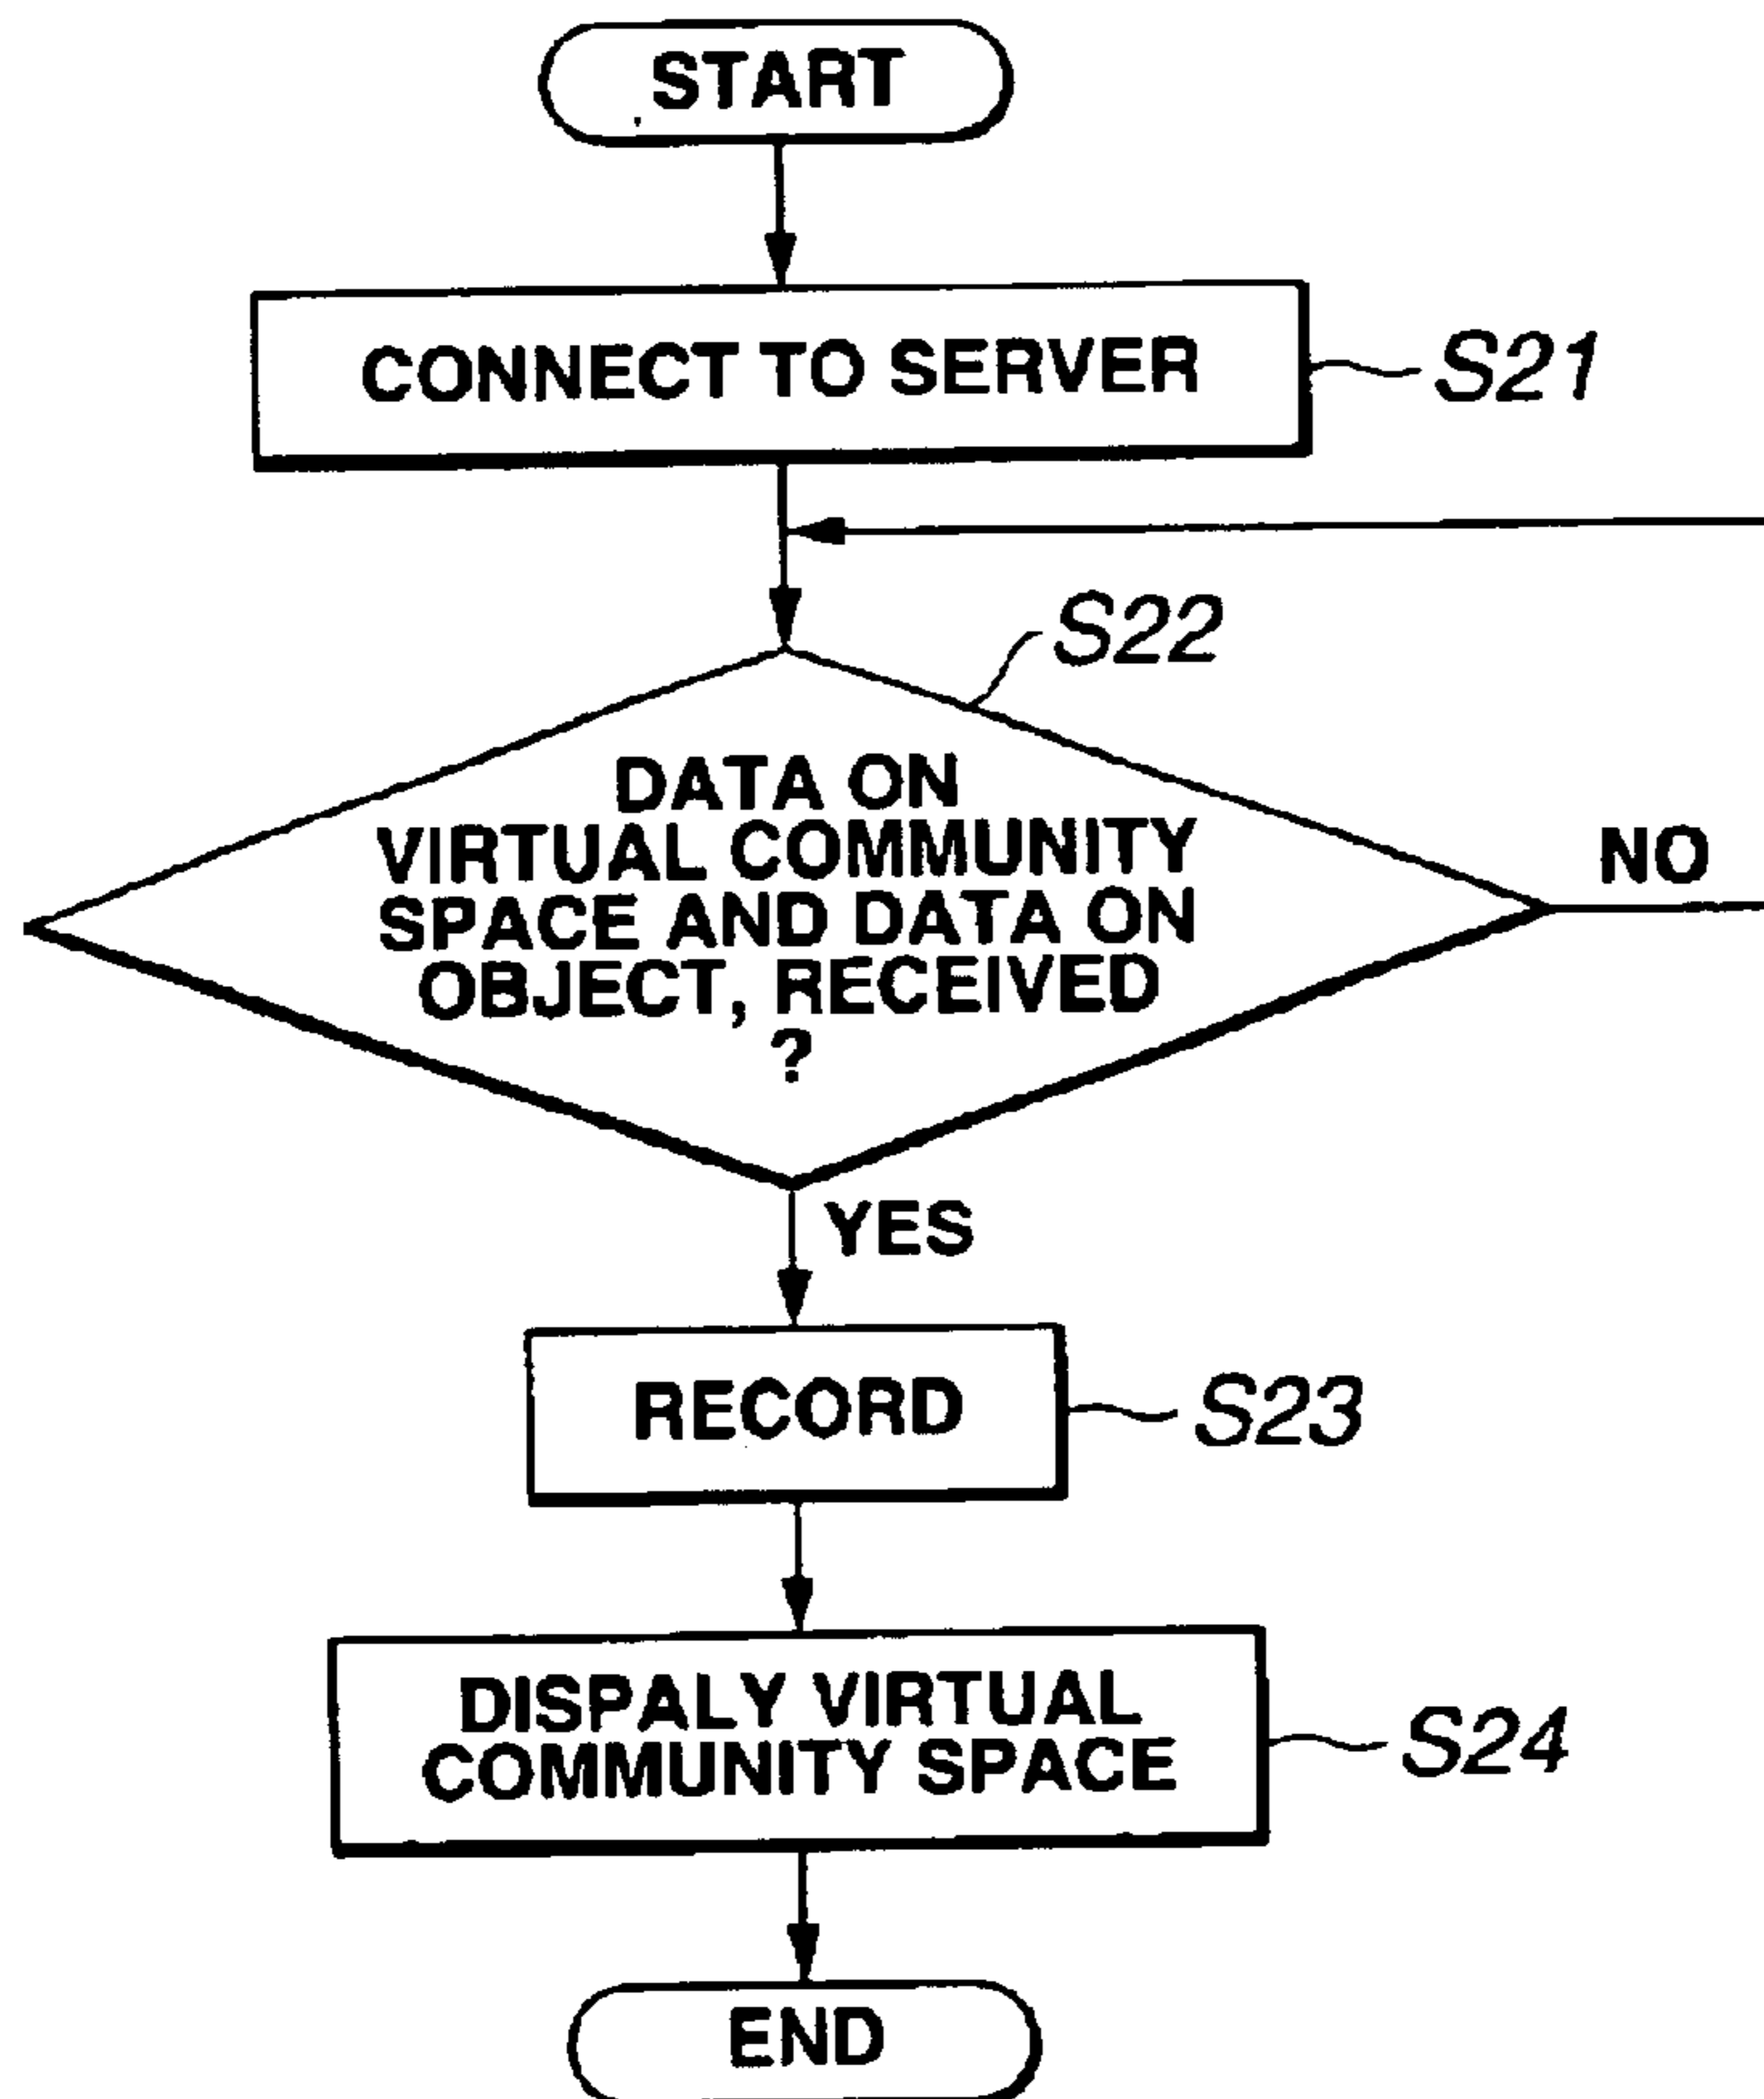 START
CONNECT TO SERVER
S21
S22
DATA ON
VIRTUAL COMMUNITY
SPACE AND DATA ON
OBJECT, RECEIVED
?
NO
YES
RECORD
S23
DISPALY VIRTUAL
COMMUNITY SPACE
S24
END